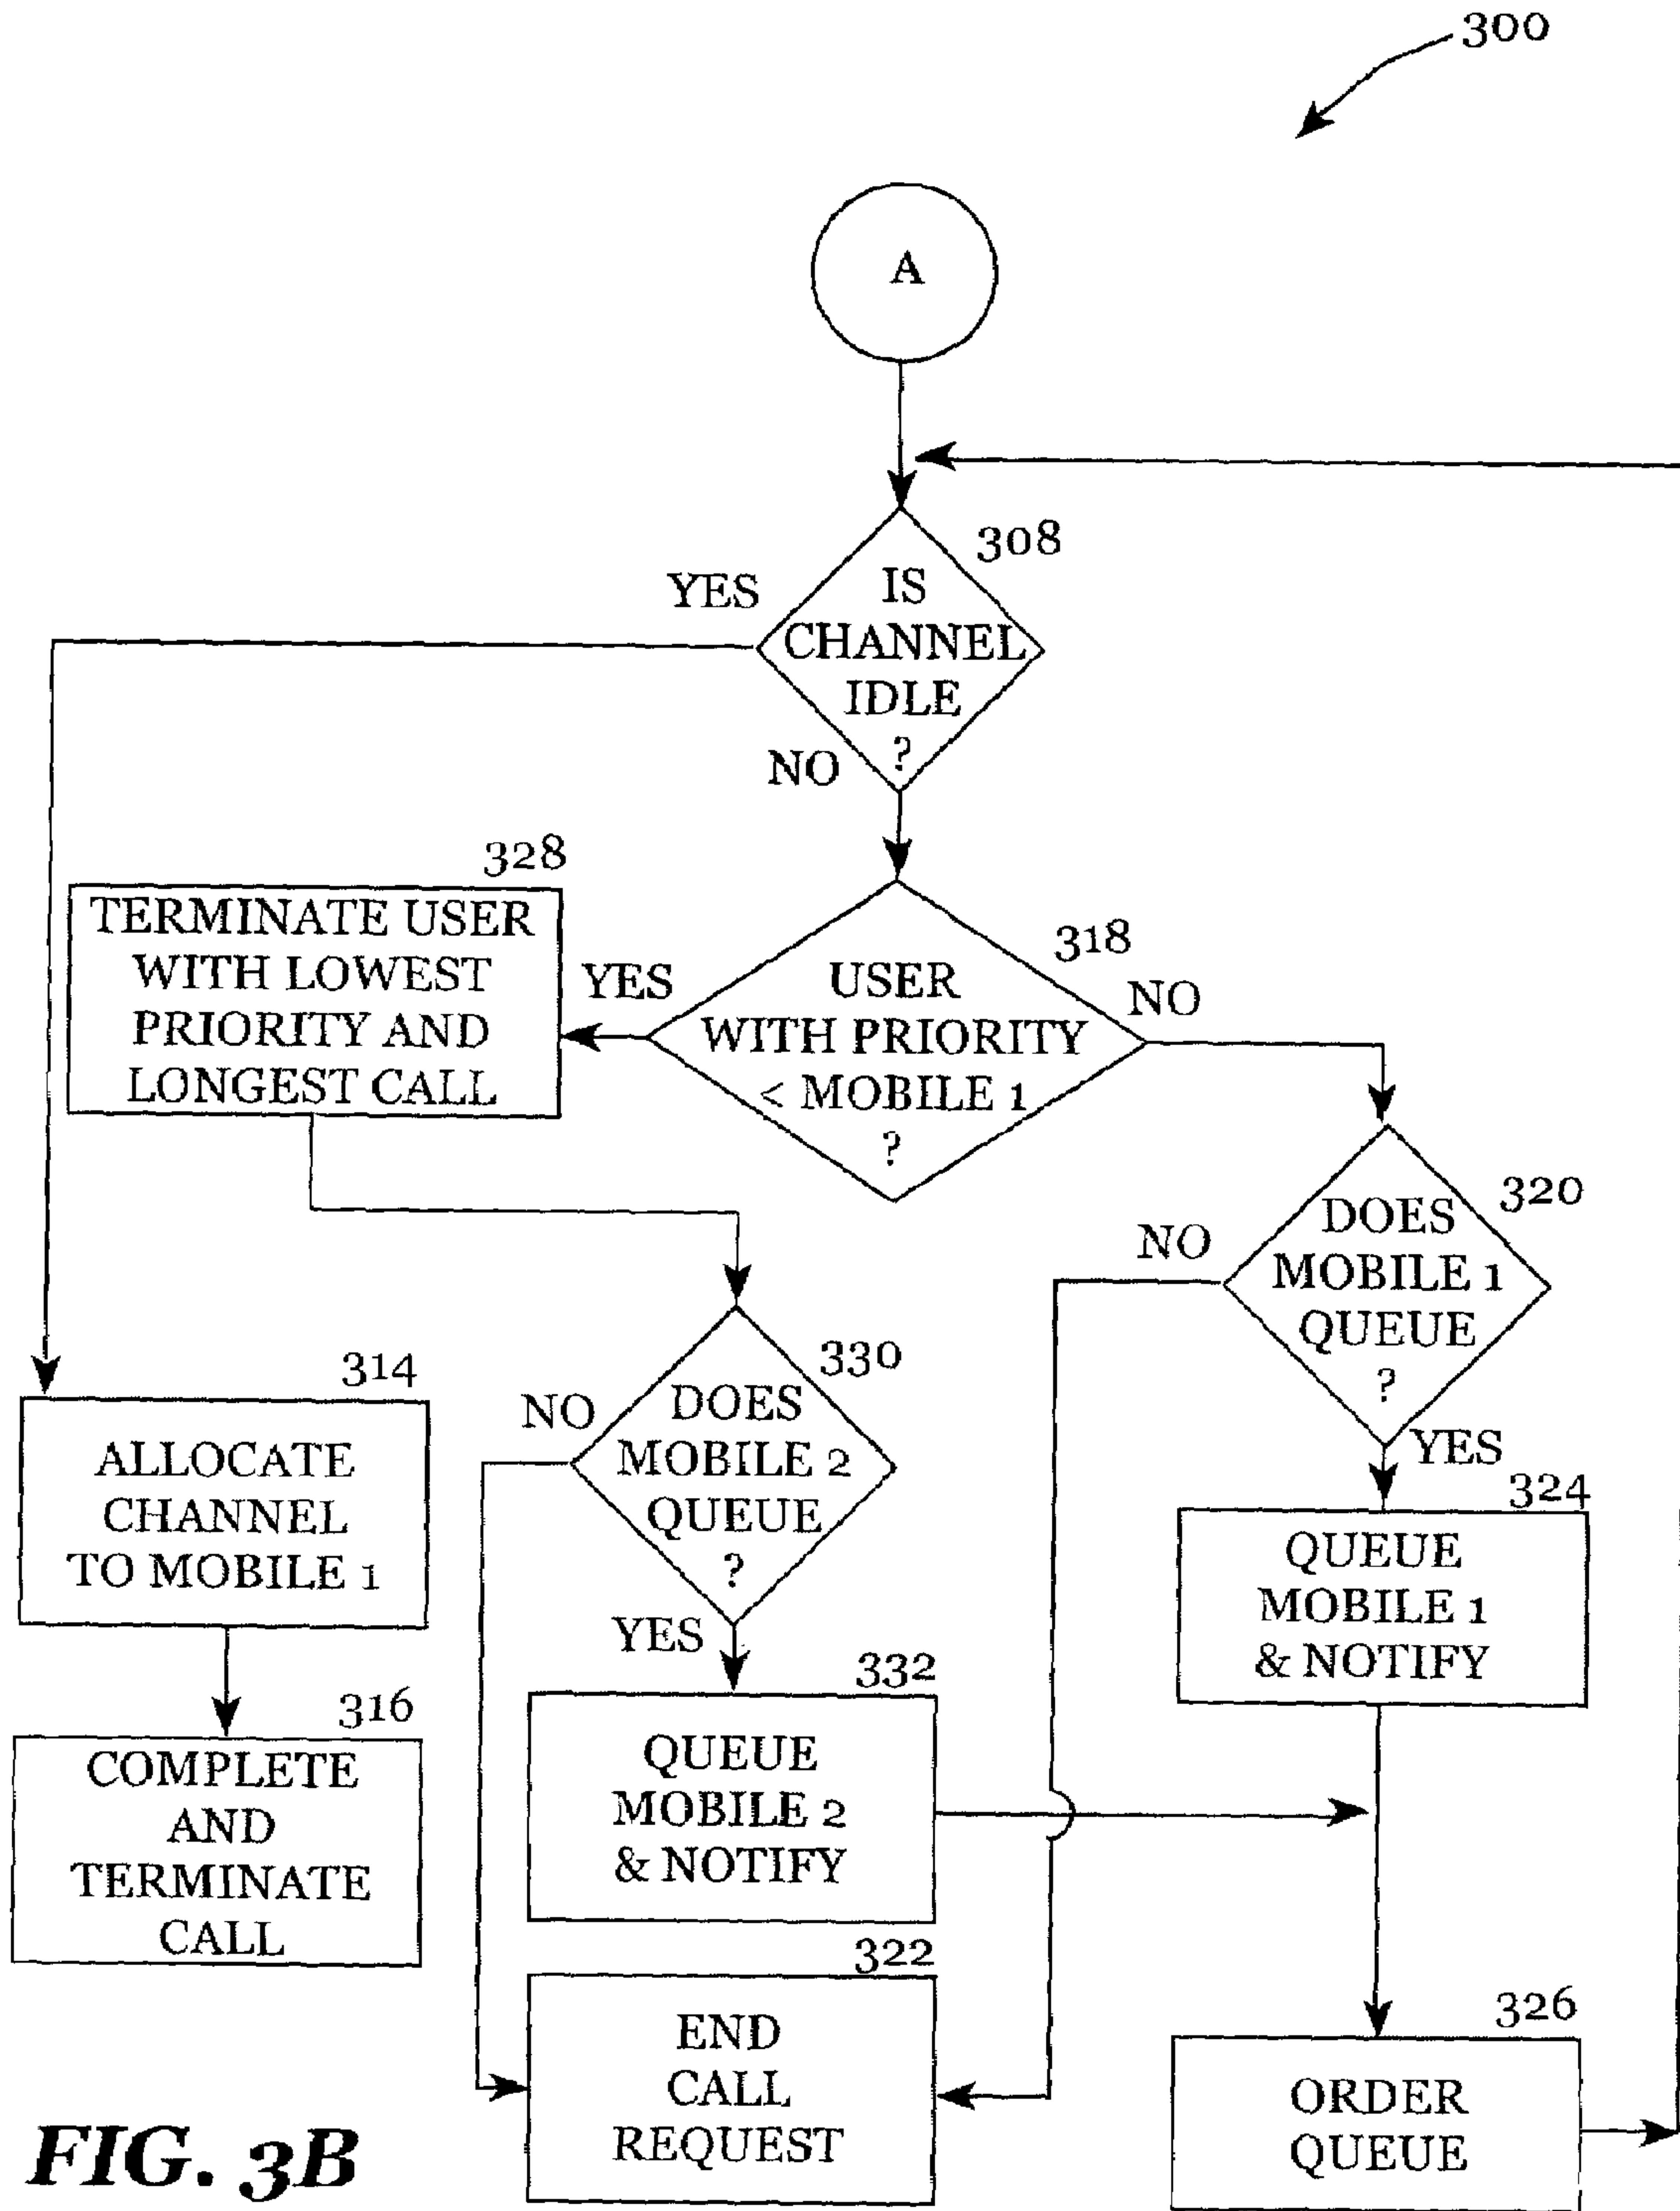 300
A
308
YES
IS
CHANNEL
IDLE
?
NO
328
TERMINATE USER
WITH LOWEST
PRIORITY AND
LONGEST CALL
YES
318
USER
WITH PRIORITY
< MOBILE 1
?
NO
320
DOES
MOBILE 1
QUEUE
?
NO
YES
314
ALLOCATE
CHANNEL
TO MOBILE 1
330
NO
DOES
MOBILE 2
QUEUE
?
YES
324
QUEUE
MOBILE 1
& NOTIFY
316
COMPLETE
AND
TERMINATE
CALL
332
QUEUE
MOBILE 2
& NOTIFY
322
END
CALL
REQUEST
326
ORDER
QUEUE
FIG. 3B